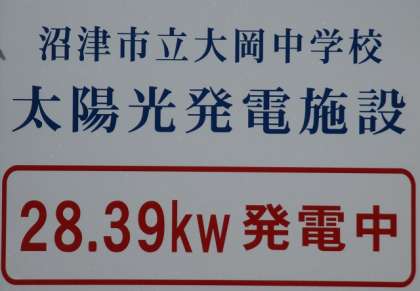 沼津市立大岡中学校
太陽光発電施設
28.39kw 発電中